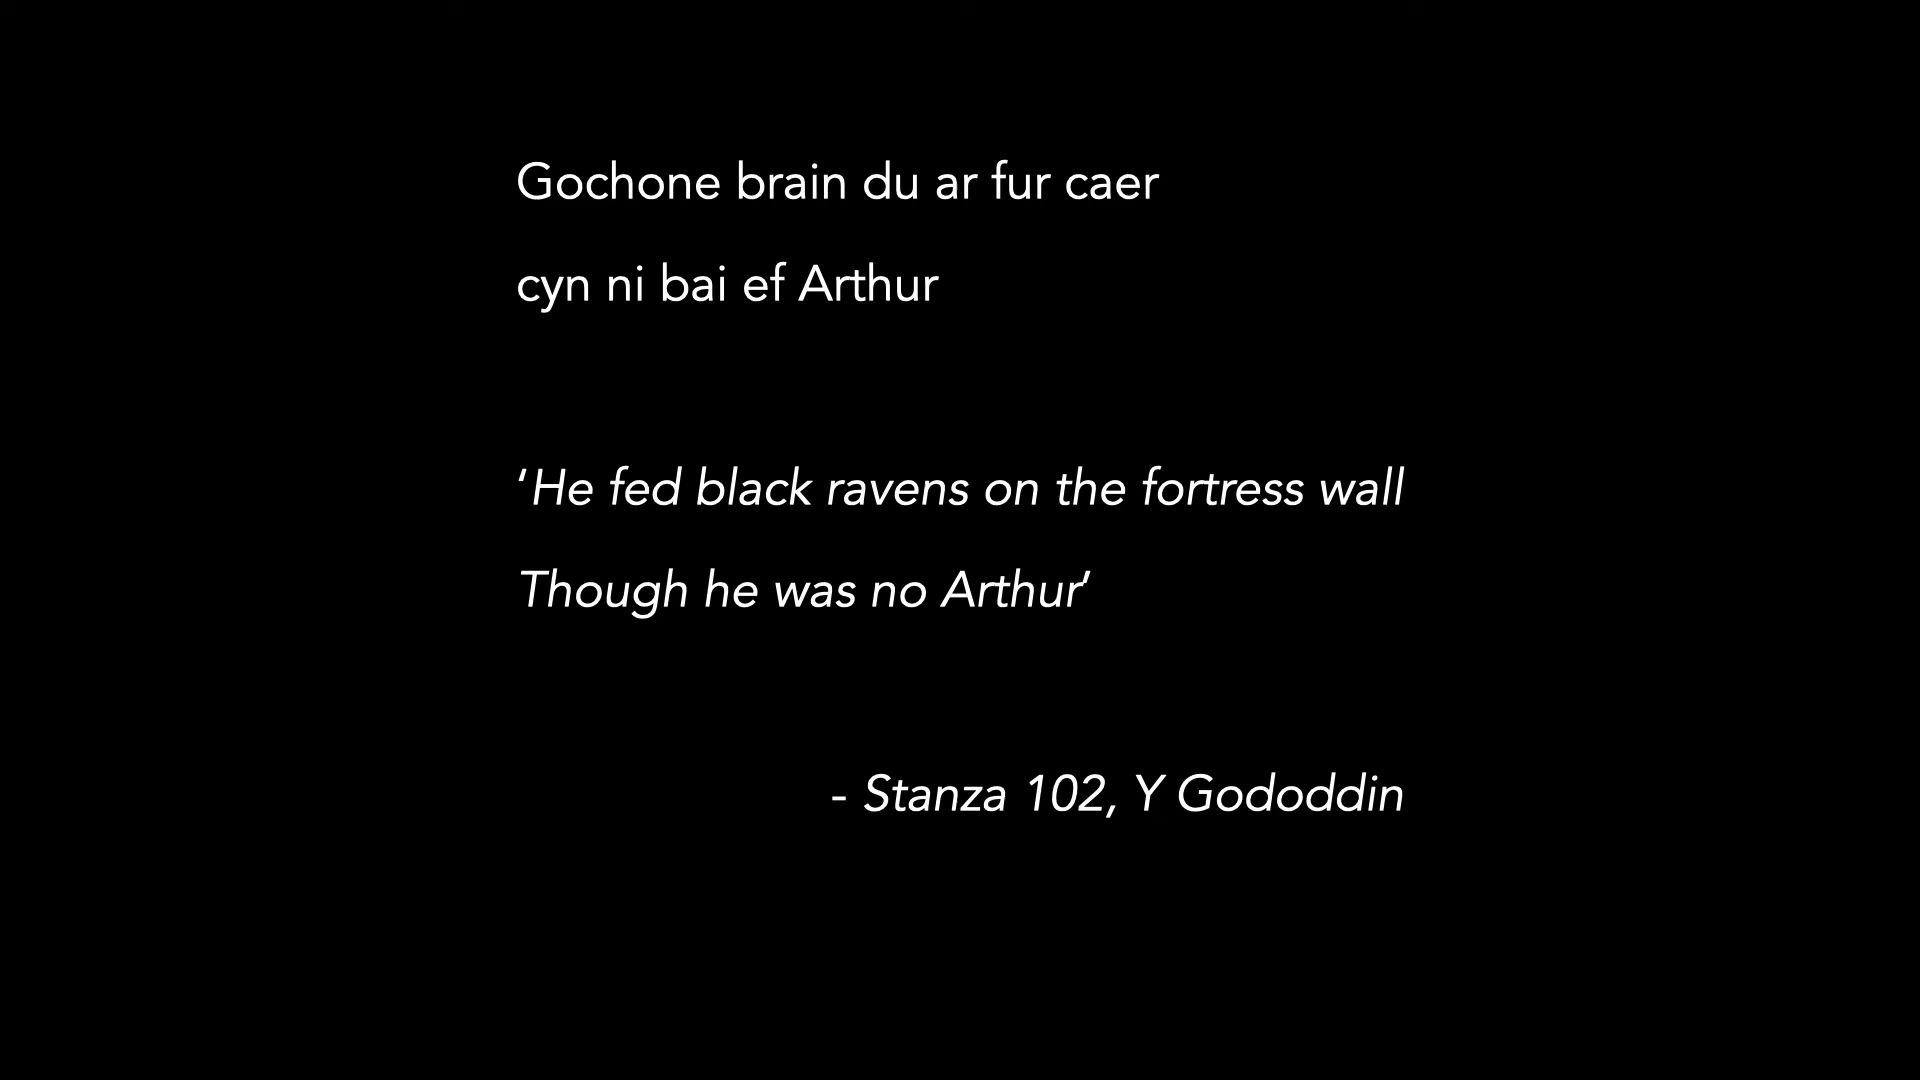 Gochone brain du ar fur caer
cyn ni bai ef Arthur
‘He fed black ravens on the fortress wall
Though he was no Arthur’
- Stanza 102, Y Gododdin